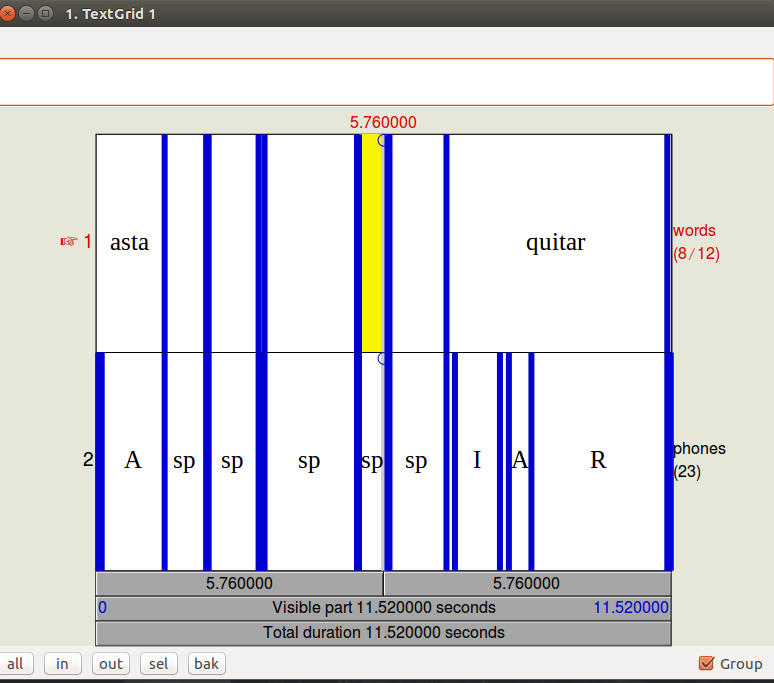 1. TextGrid 1
5.760000
asta
quitar
☞ 1
words
(8/12)
A sp sp sp sp sp I A R
2
phones
(23)
5.760000 5.760000
0 Visible part 11.520000 seconds 11.520000
Total duration 11.520000 seconds
all in out sel bak Group